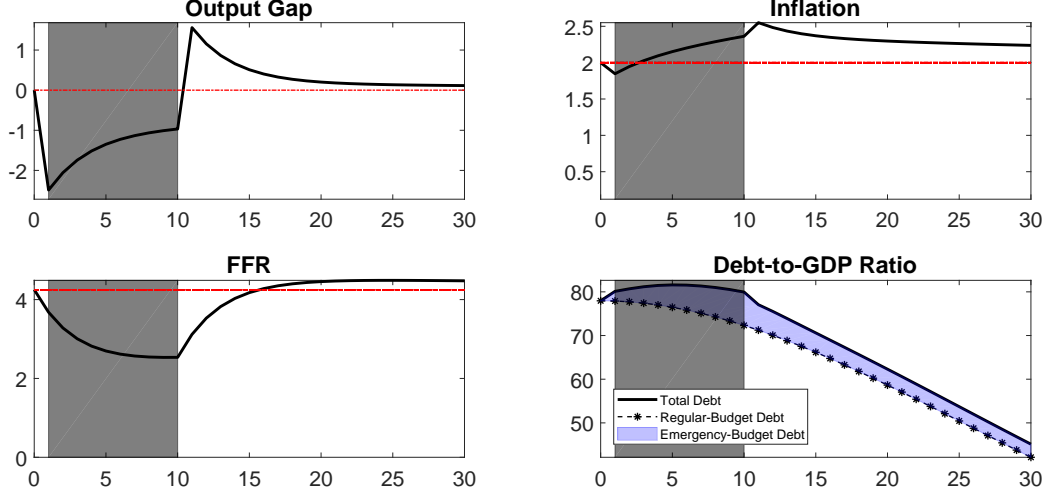 Output Gap
1
0
-1
-2
0 5 10 15 20 25 30
Inflation
2.5
2
1.5
1
0.5
0 5 10 15 20 25 30
FFR
4
2
0
0 5 10 15 20 25 30
Debt-to-GDP Ratio
80
70
60
50
Total Debt
Regular-Budget Debt
Emergency-Budget Debt
0 5 10 15 20 25 30